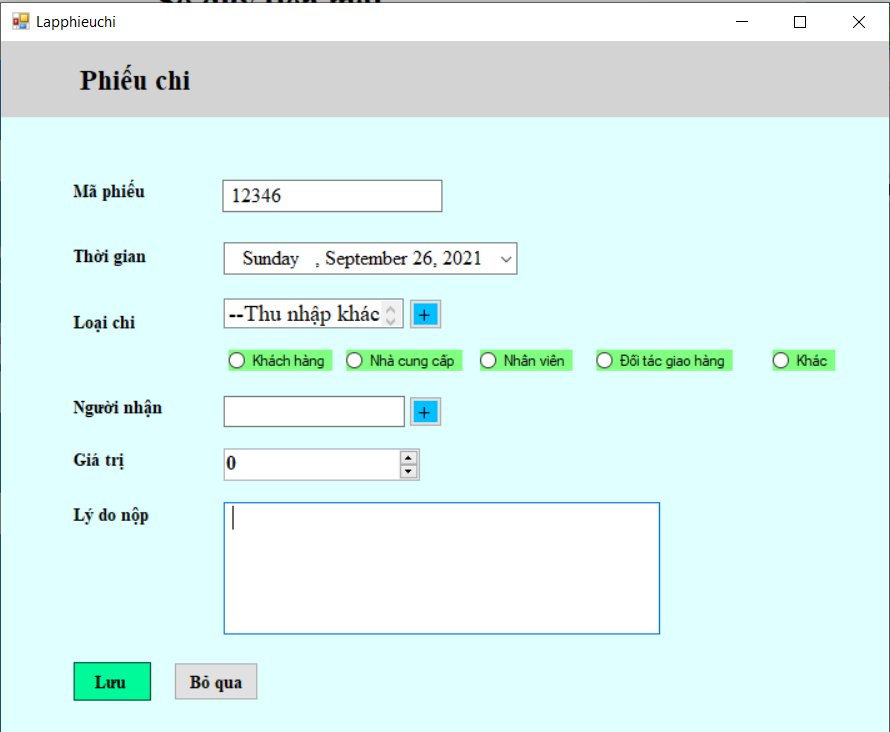 Lapphieuchi
Phiếu chi
Mã phiếu 12346
Thời gian Sunday , September 26, 2021
Loại chi --Thu nhập khác +
Khách hàng Nhà cung cấp Nhân viên Đối tác giao hàng Khác
Người nhận +
Giá trị 0
Lý do nộp
Lưu Bỏ qua